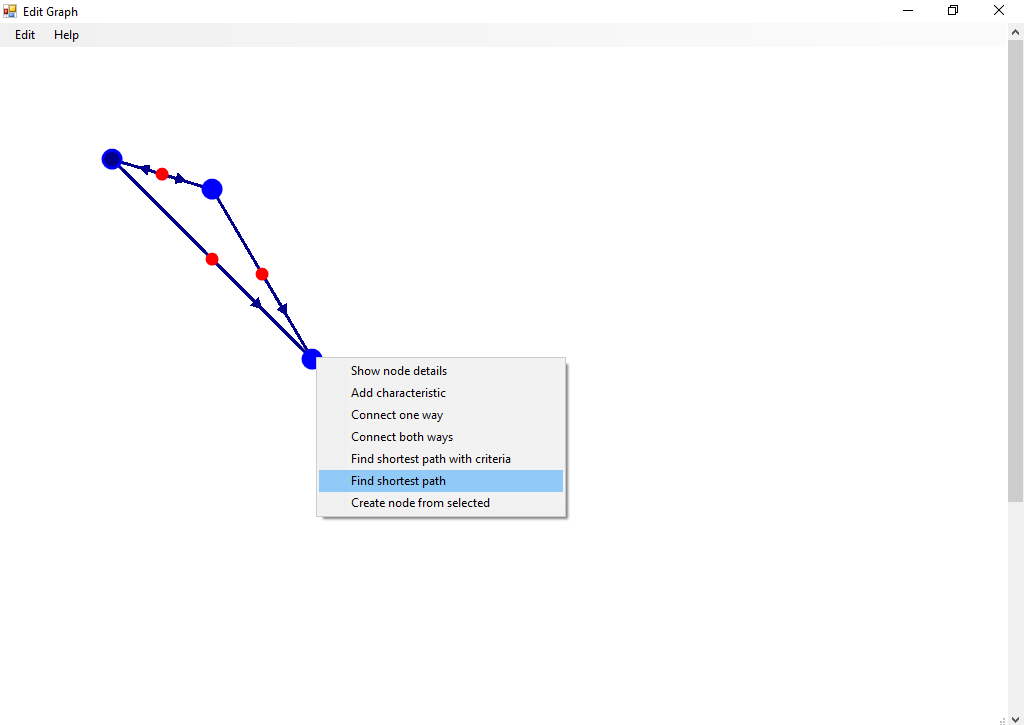 Edit Graph
Edit Help
Show node details
Add characteristic
Connect one way
Connect both ways
Find shortest path with criteria
Find shortest path
Create node from selected